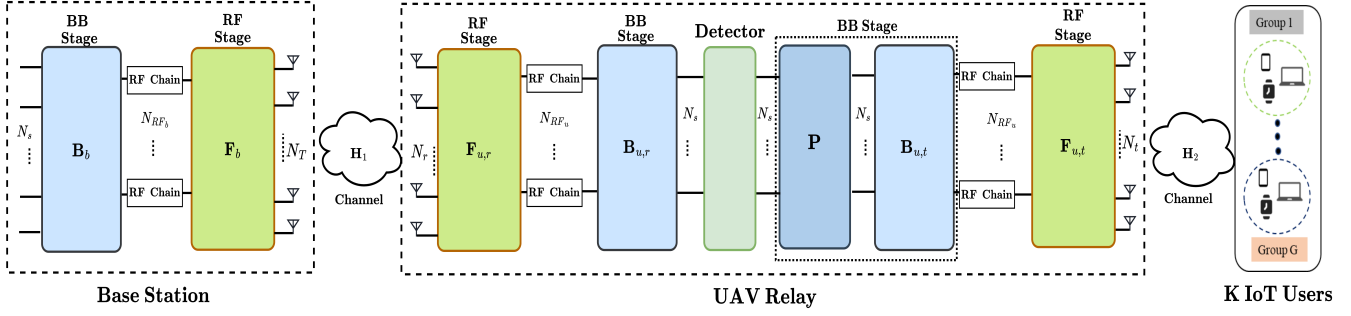 BB
Stage
RF
Stage
RF Chain
N_s
N_{RF_b}
B_b
F_b
N_T
RF Chain
Base Station
H_1
Channel
RF
Stage
BB
Stage
Detector
BB Stage
RF
Stage
RF Chain
RF Chain
N_r
F_{u,r}
N_{RF_u}
B_{u,r}
N_s
N_s
P
N_s
B_{u,t}
N_{RF_u}
F_{u,t}
N_t
RF Chain
RF Chain
UAV Relay
H_2
Channel
Group 1
Group G
K IoT Users